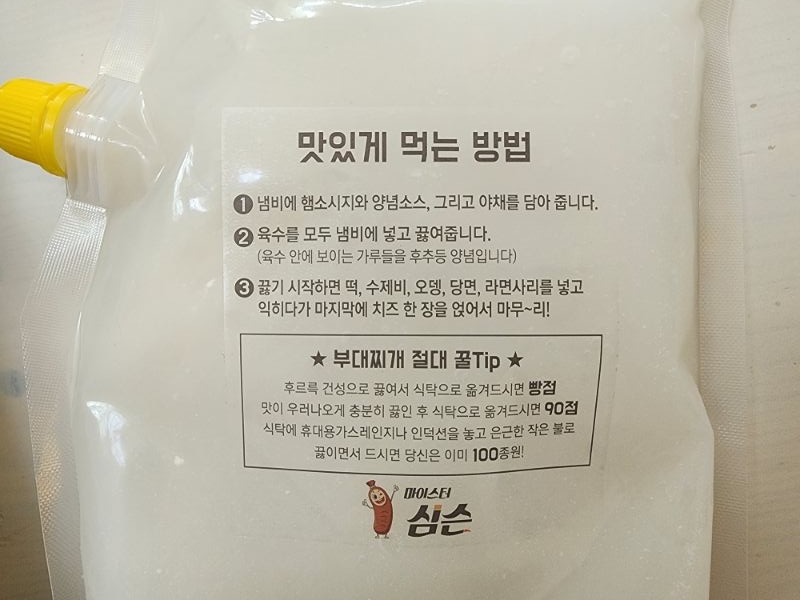 맛있게 먹는 방법
❶ 냄비에 햄소시지와 양념소스, 그리고 야채를 담아 줍니다.
❷ 육수를 모두 냄비에 넣고 끓여줍니다.
(육수 안에 보이는 가루들을 후추등 양념입니다)
❸ 끓기 시작하면 떡, 수제비, 오뎅, 당면, 라면사리를 넣고
익히다가 마지막에 치즈 한 장을 얹어서 마무~리!
★ 부대찌개 절대 꿀Tip ★
후르륵 건성으로 끓여서 식탁으로 옮겨드시면 빵점
맛이 우러나오게 충분히 끓인 후 식탁으로 옮겨드시면 90점
식탁에 휴대용가스레인지나 인덕션을 놓고 은근한 작은 불로
끓이면서 드시면 당신은 이미 100종원!
마이스터
심슨